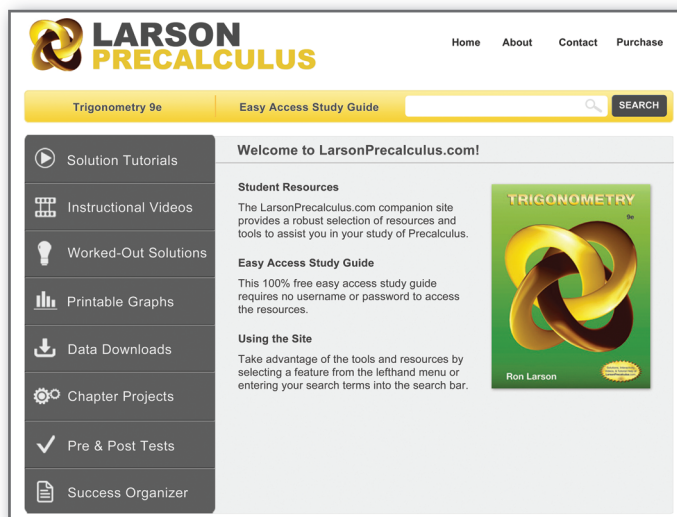 LARSON
PRECALCULUS
Home About Contact Purchase
Trigonometry 9e Easy Access Study Guide SEARCH
Solution Tutorials
Instructional Videos
Worked-Out Solutions
Printable Graphs
Data Downloads
Chapter Projects
Pre & Post Tests
Success Organizer
Welcome to LarsonPrecalculus.com!
Student Resources
The LarsonPrecalculus.com companion site
provides a robust selection of resources and
tools to assist you in your study of Precalculus.
Easy Access Study Guide
This 100% free easy access study guide
requires no username or password to access
the resources.
Using the Site
Take advantage of the tools and resources by
selecting a feature from the lefthand menu or
entering your search terms into the search bar.
TRIGONOMETRY
9e
Ron Larson